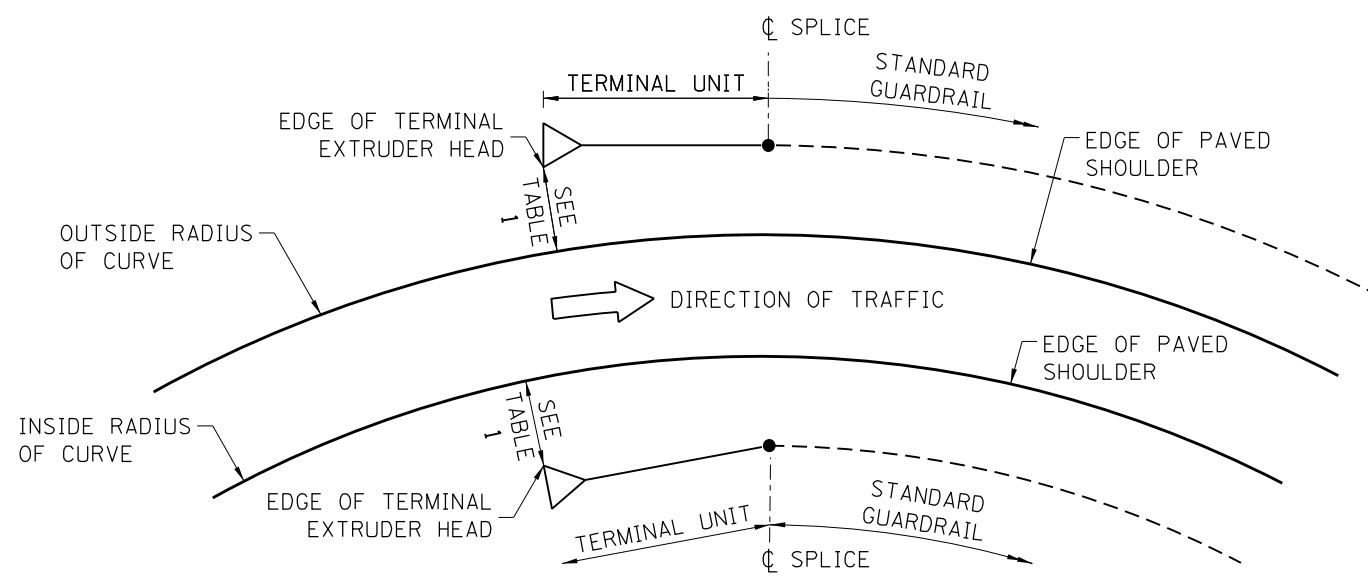 ℄ SPLICE
TERMINAL UNIT
STANDARD
GUARDRAIL
EDGE OF TERMINAL
EXTRUDER HEAD
EDGE OF PAVED
SHOULDER
SEE
TABLE
1
OUTSIDE RADIUS
OF CURVE
DIRECTION OF TRAFFIC
EDGE OF PAVED
SHOULDER
SEE
TABLE
1
INSIDE RADIUS
OF CURVE
EDGE OF TERMINAL
EXTRUDER HEAD
STANDARD
GUARDRAIL
TERMINAL UNIT
℄ SPLICE